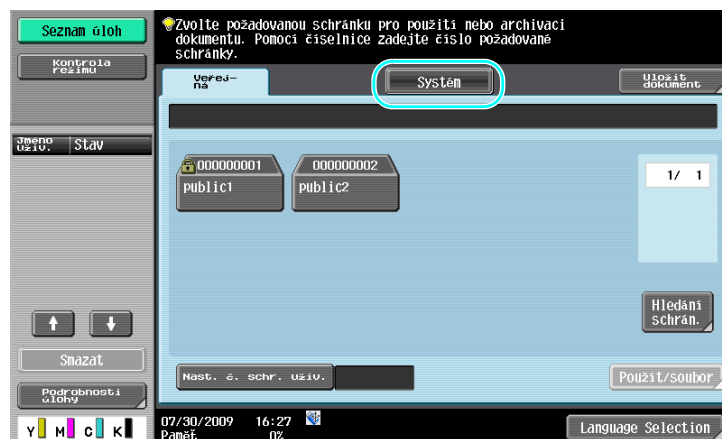 Seznam úloh
Kontrola
režimu
Jméno
uživ.
Stav
Smazat
Podrobnosti
úlohy
Y M C K
Zvolte požadovanou schránku pro použití nebo archivaci
dokumentu. Pomocí číselnice zadejte číslo požadované
schránky.
Veřej-
ná
Systém
Uložit
dokument
000000001
public1
000000002
public2
1/ 1
Hledání
schrán.
Nast. č. schr. uživ.
Použít/soubor
07/30/2009 16:27
Paměť 0%
Language Selection